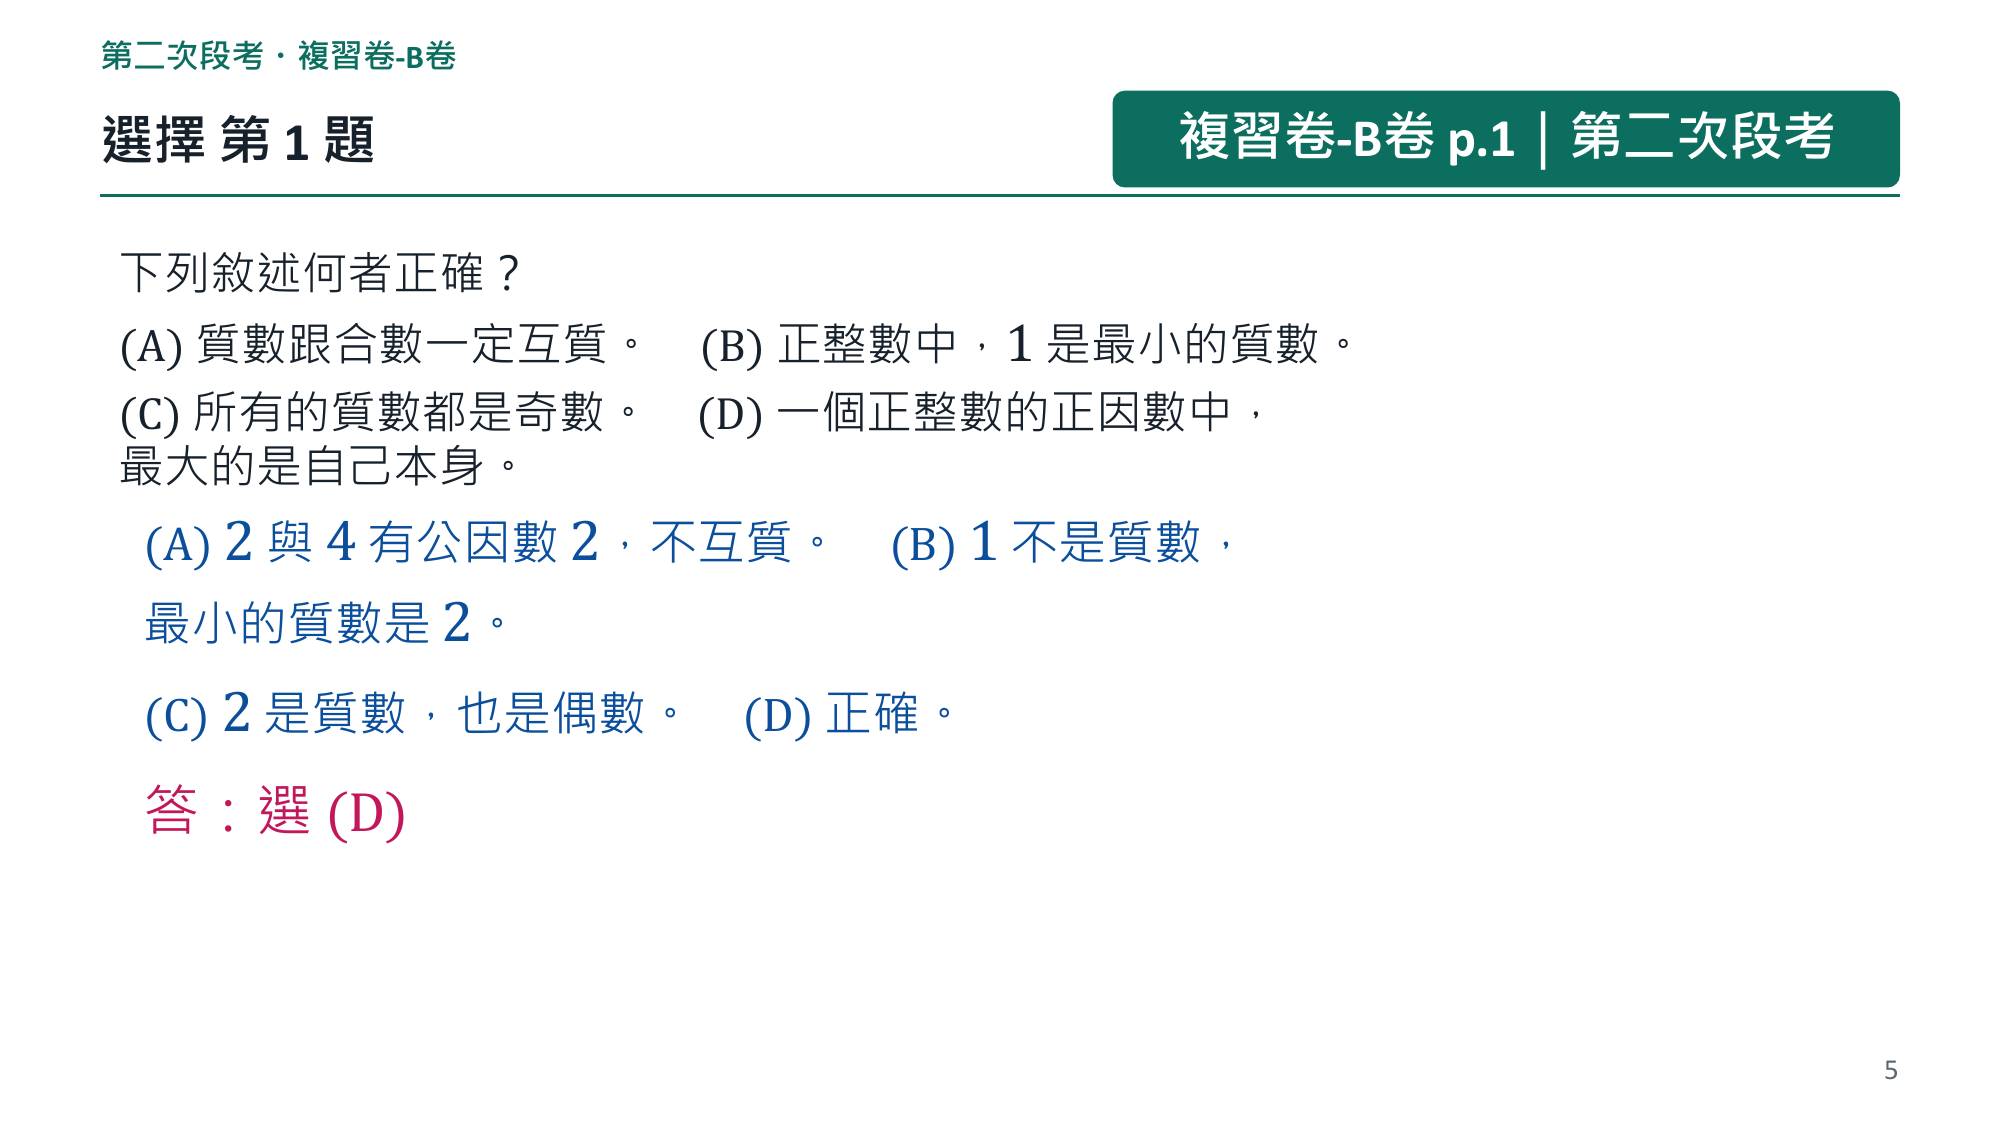 第二次段考・複習卷-B卷
選擇 第 1 題
複習卷-B卷 p.1｜第二次段考
下列敘述何者正確？
(A) 質數跟合數一定互質。 (B) 正整數中，1 是最小的質數。
(C) 所有的質數都是奇數。 (D) 一個正整數的正因數中，
最大的是自己本身。
(A) 2 與 4 有公因數 2，不互質。 (B) 1 不是質數，
最小的質數是 2。
(C) 2 是質數，也是偶數。 (D) 正確。
答：選 (D)
5